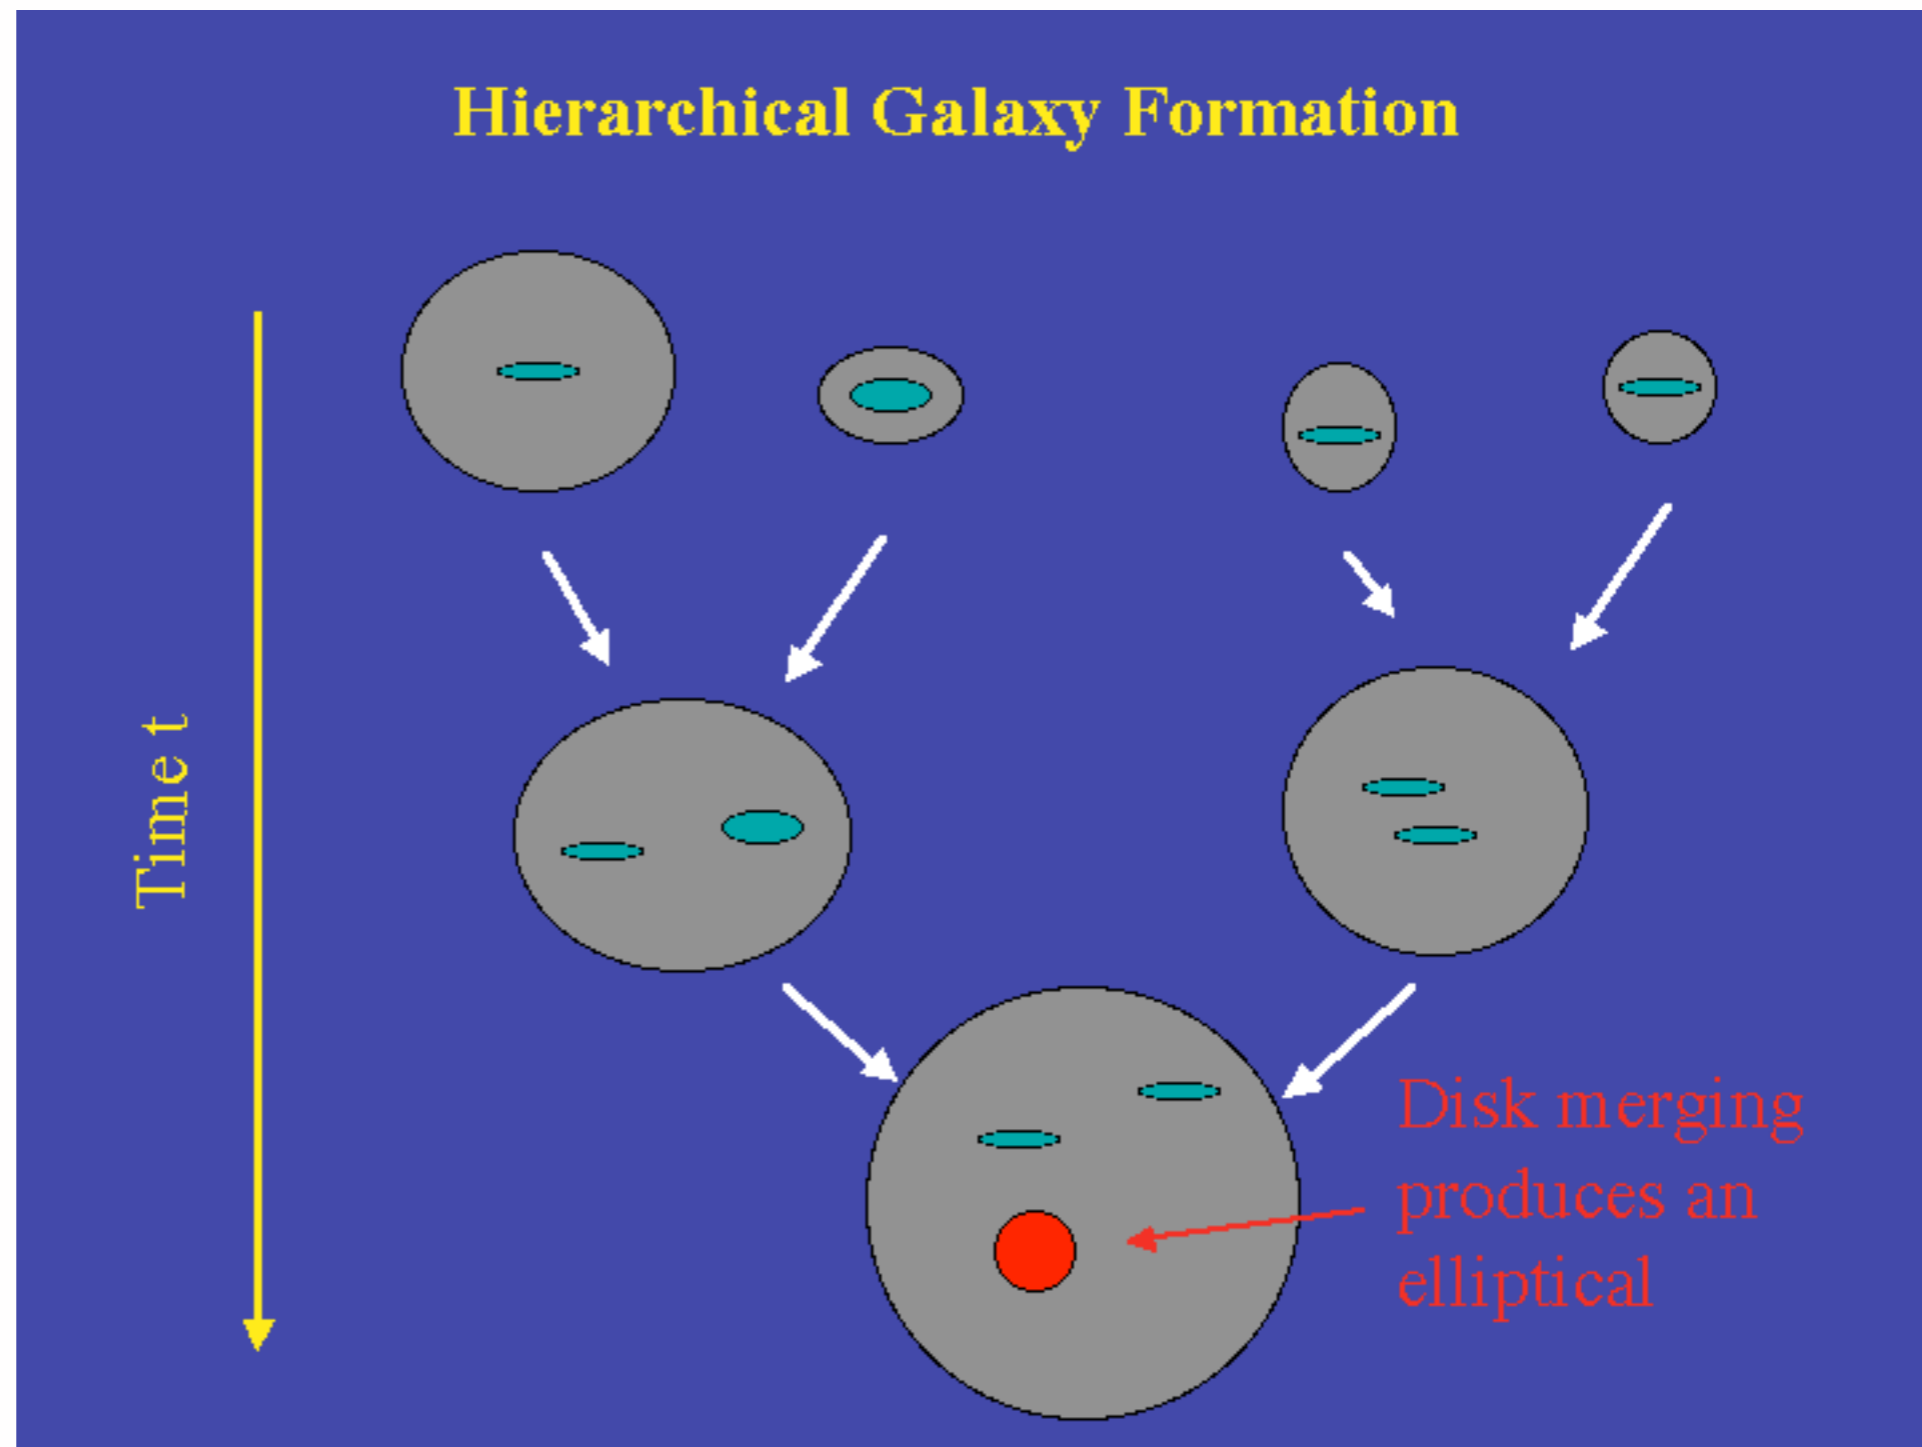 Hierarchical Galaxy Formation
Time t
Disk merging
produces an
elliptical